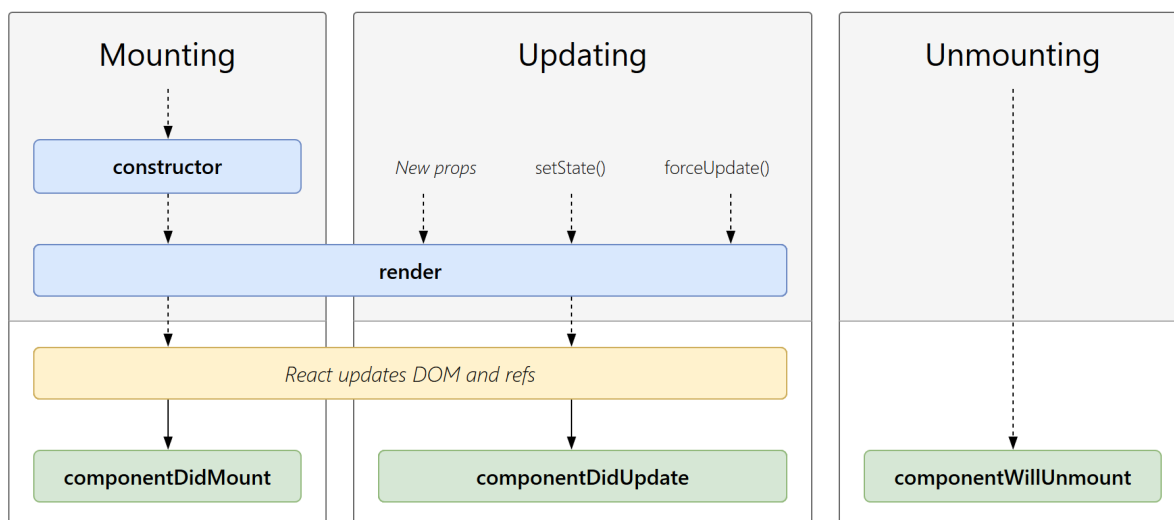 Mounting
Updating
Unmounting
constructor
New props
setState()
forceUpdate()
render
React updates DOM and refs
componentDidMount
componentDidUpdate
componentWillUnmount